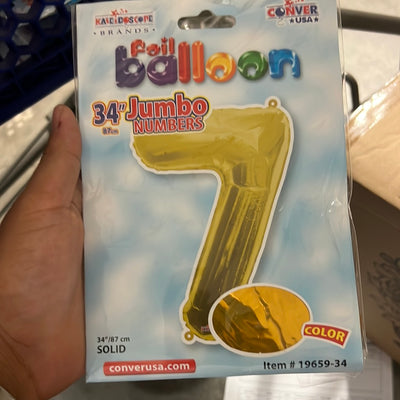 KALEIDOSCOPE
BRANDS
CONVER
USA
foil
balloon
34" Jumbo
87cm NUMBERS
7
COLOR
34"/87 cm
SOLID
converusa.com
Item # 19659-34